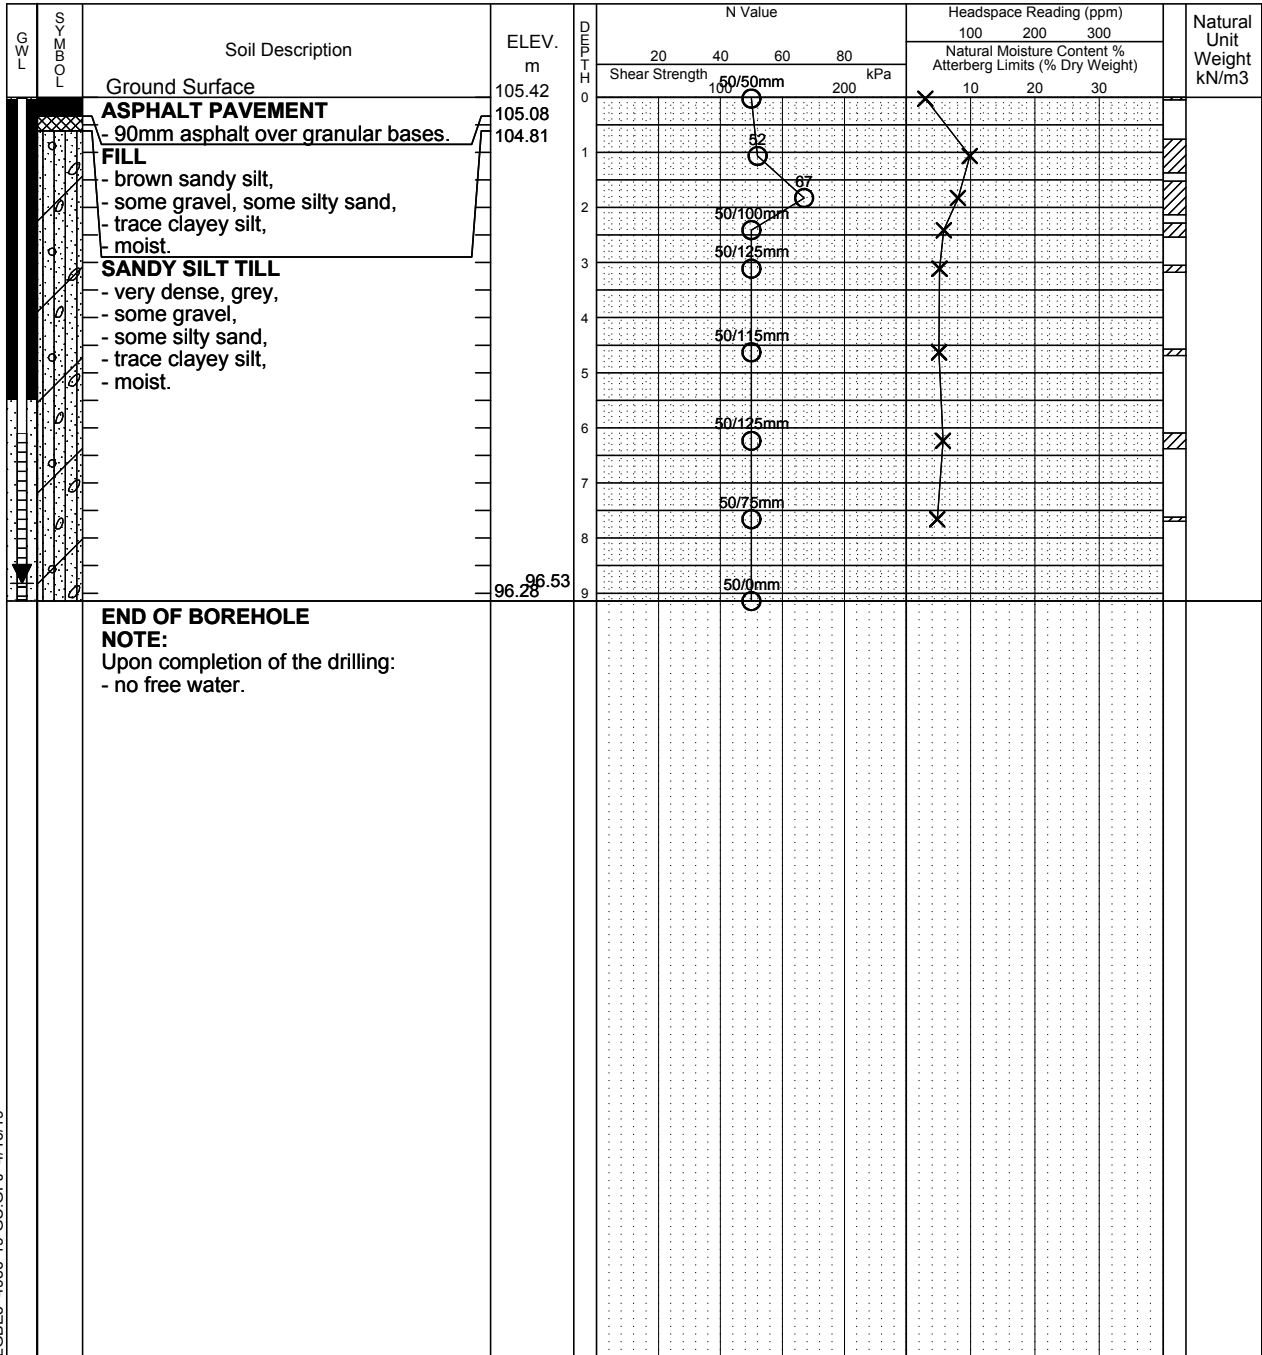 GWL
SYMBOL
Soil Description
ELEV.
m
DEPTH
N Value
20 40 60 80
Shear Strength kPa
100 200
Headspace Reading (ppm)
100 200 300
Natural Moisture Content %
Atterberg Limits (% Dry Weight)
10 20 30
Natural
Unit
Weight
kN/m3
Ground Surface
105.42
0
50/50mm
ASPHALT PAVEMENT
105.08
- 90mm asphalt over granular bases.
104.81
52
FILL
1
- brown sandy silt,
67
- some gravel, some silty sand,
2
- trace clayey silt,
50/100mm
- moist.
50/125mm
SANDY SILT TILL
3
- very dense, grey,
- some gravel,
4
- some silty sand,
50/115mm
- trace clayey silt,
5
- moist.
50/125mm
6
7
50/75mm
8
96.53
96.28
50/0mm
9
END OF BOREHOLE
NOTE:
Upon completion of the drilling:
- no free water.